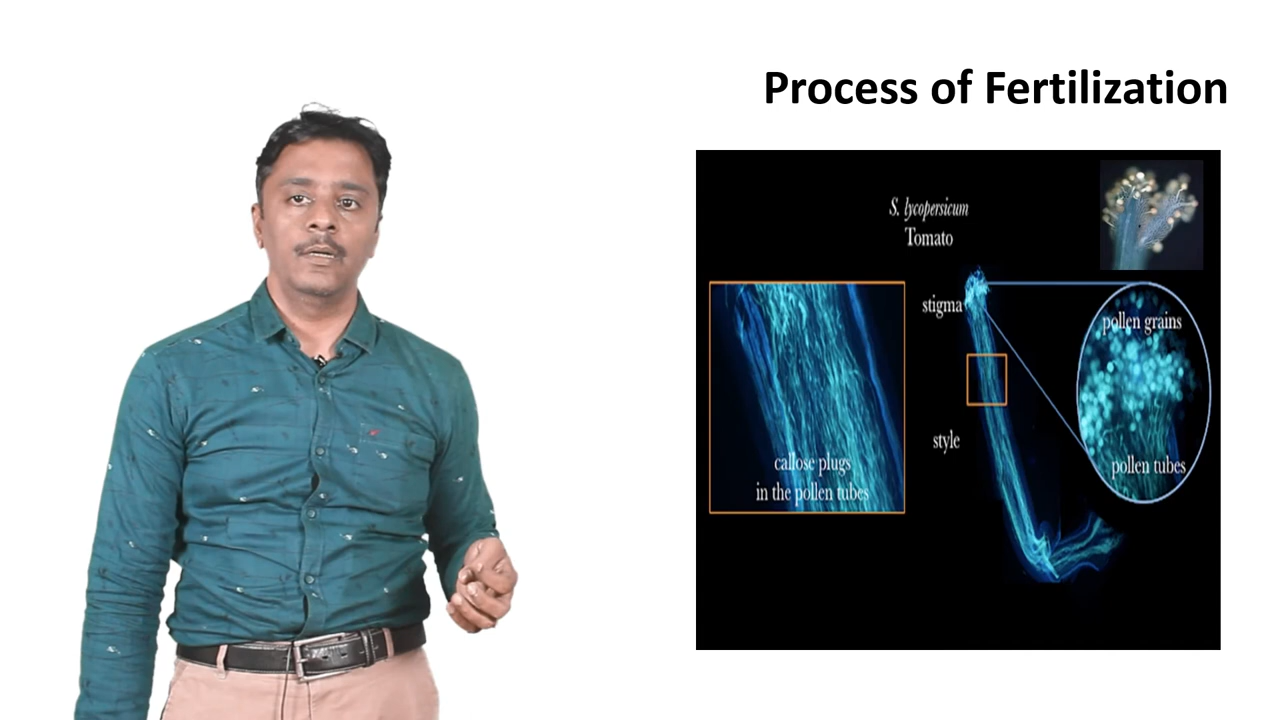 Process of Fertilization
S. lycopersicum
Tomato
stigma
pollen grains
style
callose plugs
in the pollen tubes
pollen tubes